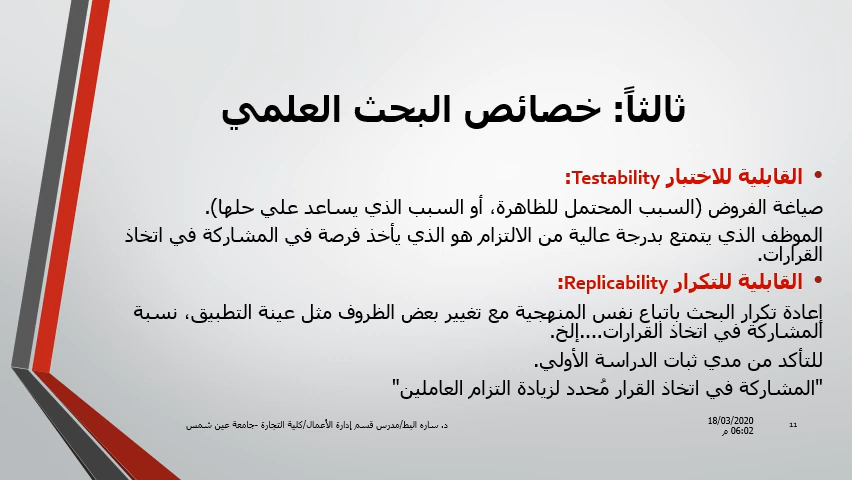 ثالثاً: خصائص البحث العلمي
• القابلية للاختبار Testability:
صياغة الفروض (السبب المحتمل للظاهرة، أو السبب الذي يساعد علي حلها).
الموظف الذي يتمتع بدرجة عالية من الالتزام هو الذي يأخذ فرصة في المشاركة في اتخاذ
القرارات.
• القابلية للتكرار Replicability:
إعادة تكرار البحث باتباع نفس المنهجية مع تغيير بعض الظروف مثل عينة التطبيق، نسبة
المشاركة في اتخاذ القرارات....إلخ.
للتأكد من مدي ثبات الدراسة الأولي.
"المشاركة في اتخاذ القرار مُحدد لزيادة التزام العاملين"
١١
18/03/2020
06:02 م
د. ساره البط/مدرس قسم إدارة الأعمال/كلية التجارة -جامعة عين شمس